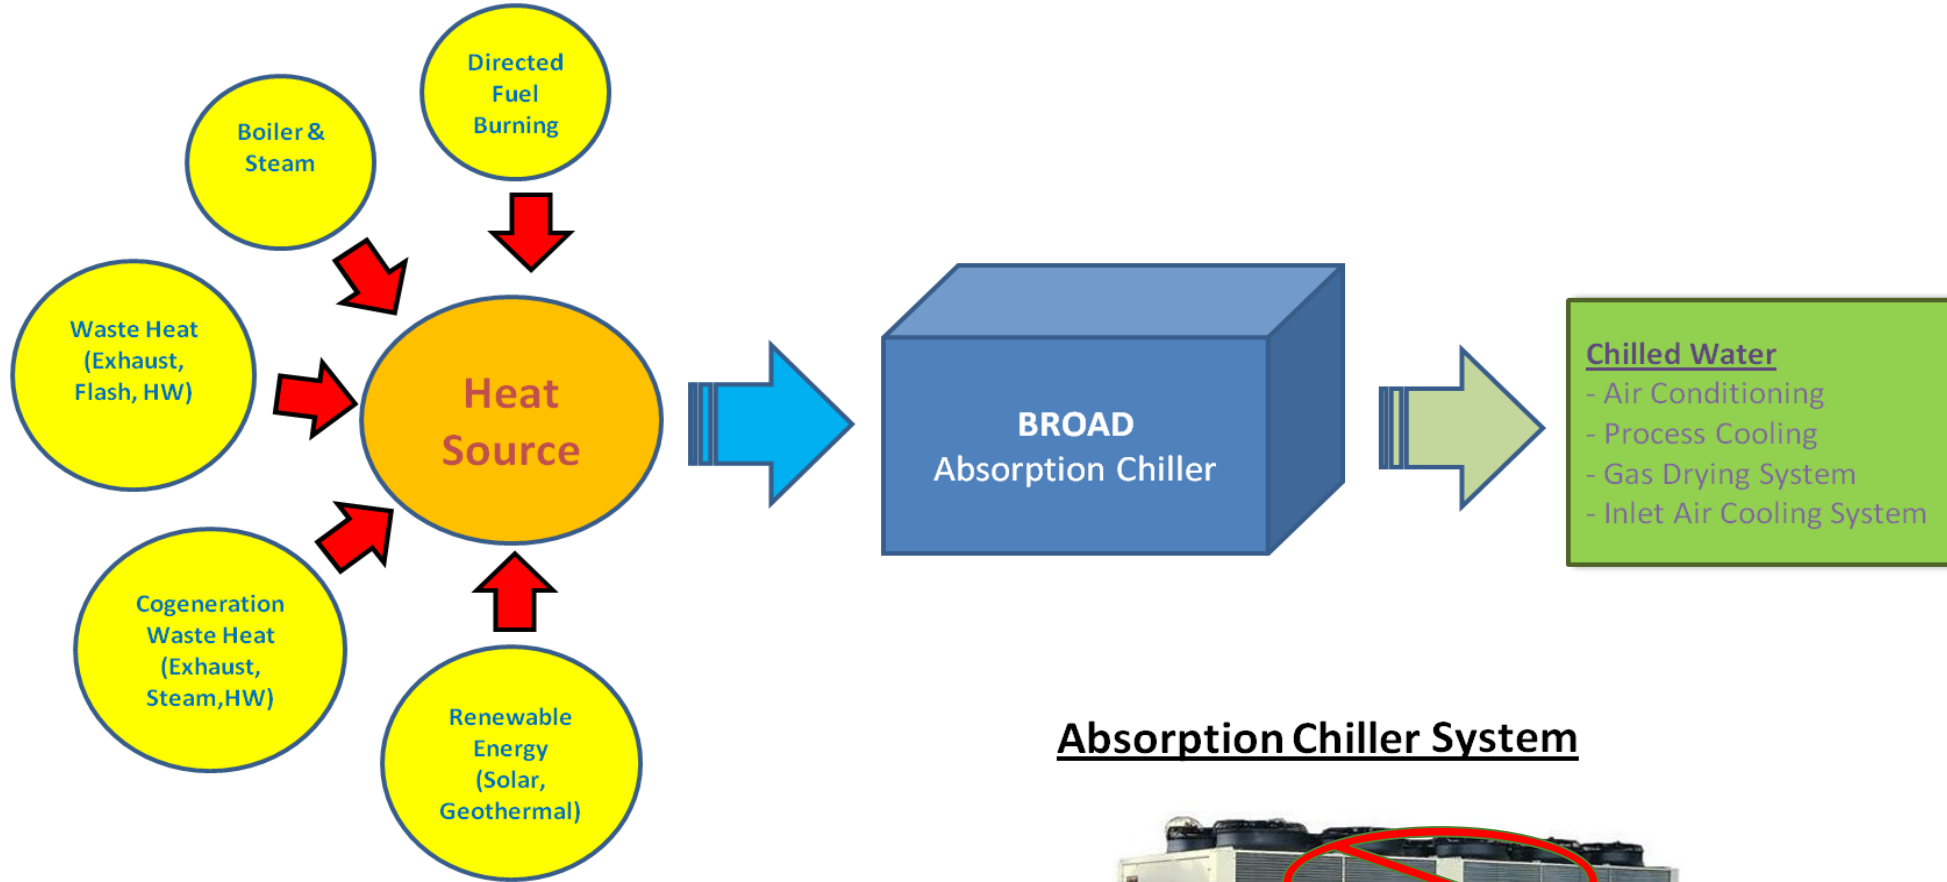 Directed
Fuel
Burning
Boiler &
Steam
Waste Heat
(Exhaust,
Flash, HW)
Heat
Source
Cogeneration
Waste Heat
(Exhaust,
Steam,HW)
Renewable
Energy
(Solar,
Geothermal)
BROAD
Absorption Chiller
Chilled Water
- Air Conditioning
- Process Cooling
- Gas Drying System
- Inlet Air Cooling System
Absorption Chiller System